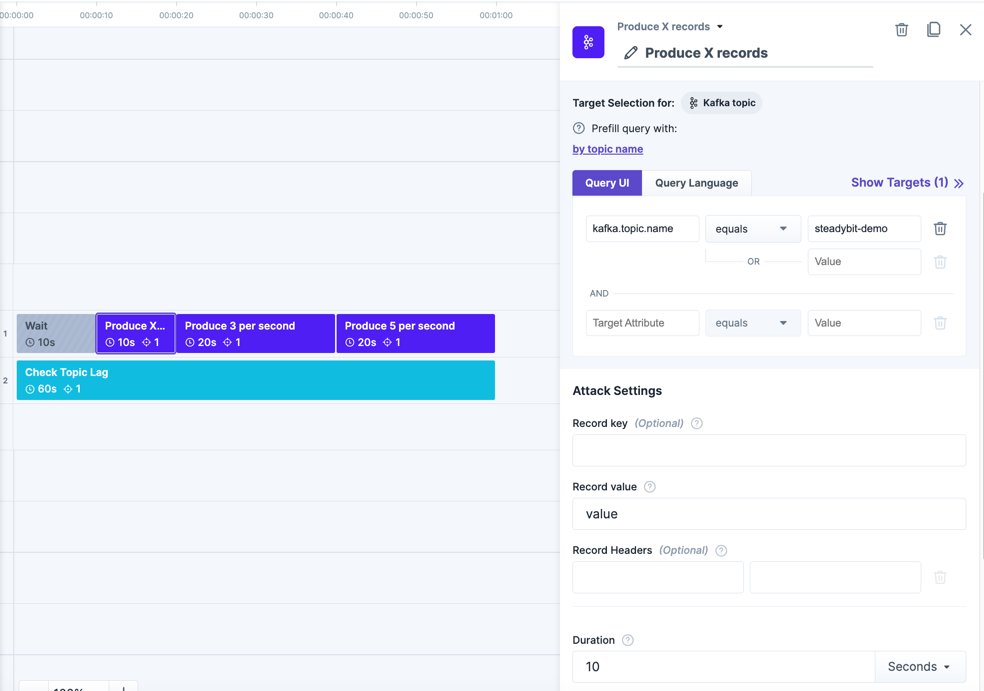 00:00:00 00:00:10 00:00:20 00:00:30 00:00:40 00:00:50 00:01:00
1
Wait
10s
Produce X...
10s 1
Produce 3 per second
20s 1
Produce 5 per second
20s 1
2
Check Topic Lag
60s 1
Produce X records
Produce X records
Target Selection for: Kafka topic
Prefill query with:
by topic name
Query UI Query Language Show Targets (1)
kafka.topic.name equals steadybit-demo
OR Value
AND
Target Attribute equals Value
Attack Settings
Record key (Optional)
Record value
value
Record Headers (Optional)
Duration
10 Seconds